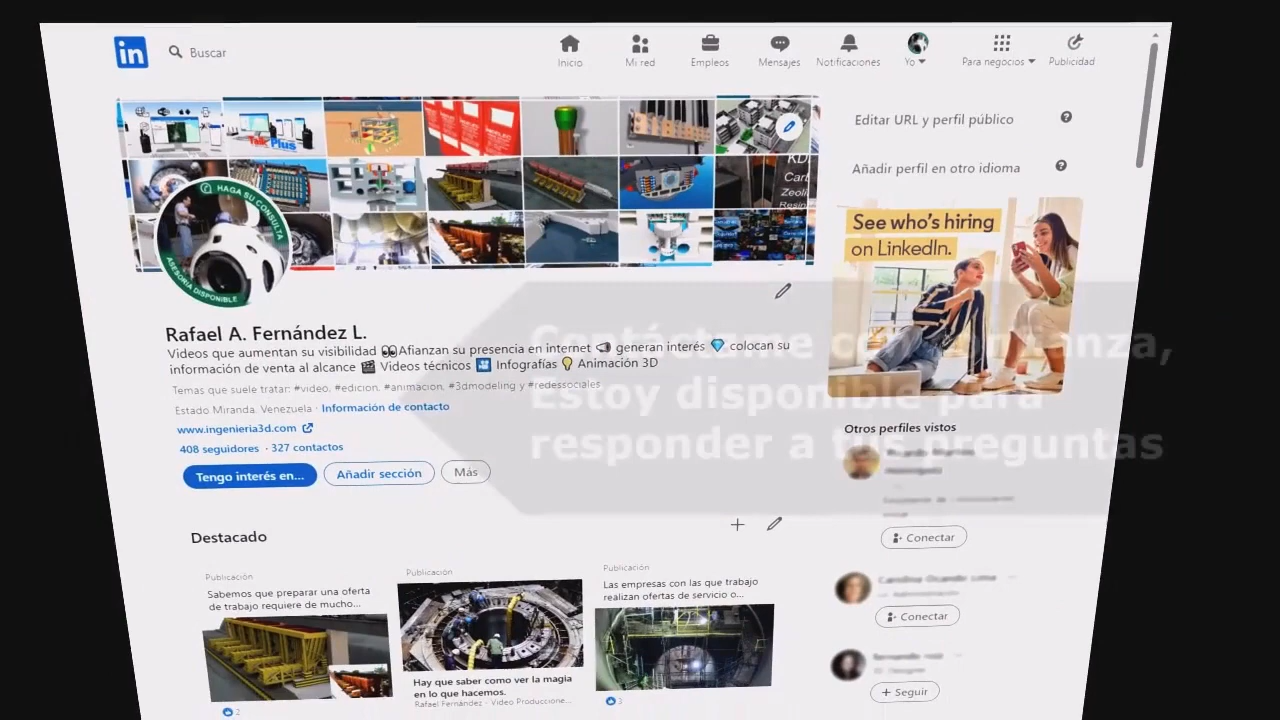 in
Buscar
Inicio
Mi red
Empleos
Mensajes
Notificaciones
Yo
Para negocios
Publicidad
Talk Plus
HAGA SU CONSULTA
ASESORÍA DISPONIBLE
Editar URL y perfil público
Añadir perfil en otro idioma
See who's hiring
on LinkedIn.
Rafael A. Fernández L.
Videos que aumentan su visibilidad 👀Afianzan su presencia en internet 📢 generan interés 💎 colocan su
información de venta al alcance 🎬 Videos técnicos 🎦 Infografías 💡 Animación 3D
Temas que suele tratar: #video, #edicion, #animacion, #3dmodeling y #redessociales
Estado Miranda, Venezuela · Información de contacto
www.ingenieria3d.com
408 seguidores · 327 contactos
Tengo interés en...
Añadir sección
Más
Contáctame con confianza,
Estoy disponible para
responder a tus preguntas
Otros perfiles vistos
Conectar
Conectar
Seguir
Destacado
Publicación
Sabemos que preparar una oferta
de trabajo requiere de mucho...
2
Publicación
Hay que saber como ver la magia
en lo que hacemos.
Rafael Fernández - Video Produccione...
Publicación
Las empresas con las que trabajo
realizan ofertas de servicio o...
3